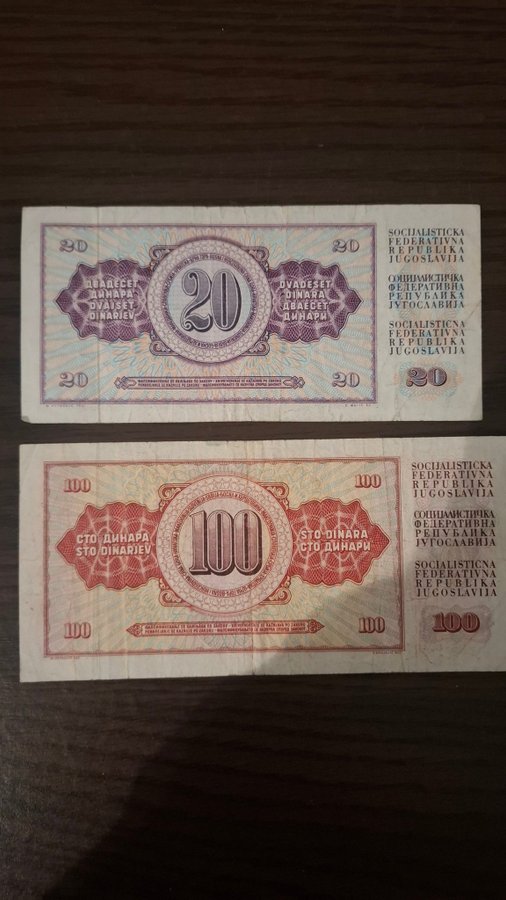 20
20
ДВАДЕСЕТ
ДИНАРА
DVAJSET
DINARJEV
20
DVADESET
DINARA
ДВАЕСЕТ
ДИНАРИ
20
20
SOCIJALISTIČKA
FEDERATIVNA
REPUBLIKA
JUGOSLAVIJA
СОЦИЈАЛИСТИЧКА
ФЕДЕРАТИВНА
РЕПУБЛИКА
ЈУГОСЛАВИЈА
SOCIALISTIČNA
FEDERATIVNA
REPUBLIKA
JUGOSLAVIJA
20
100
100
СТО ДИНАРА
STO DINARJEV
100
STO DINARA
СТО ДИНАРИ
100
100
SOCIJALISTIČKA
FEDERATIVNA
REPUBLIKA
JUGOSLAVIJA
СОЦИЈАЛИСТИЧКА
ФЕДЕРАТИВНА
РЕПУБЛИКА
ЈУГОСЛАВИЈА
SOCIALISTIČNA
FEDERATIVNA
REPUBLIKA
JUGOSLAVIJA
100